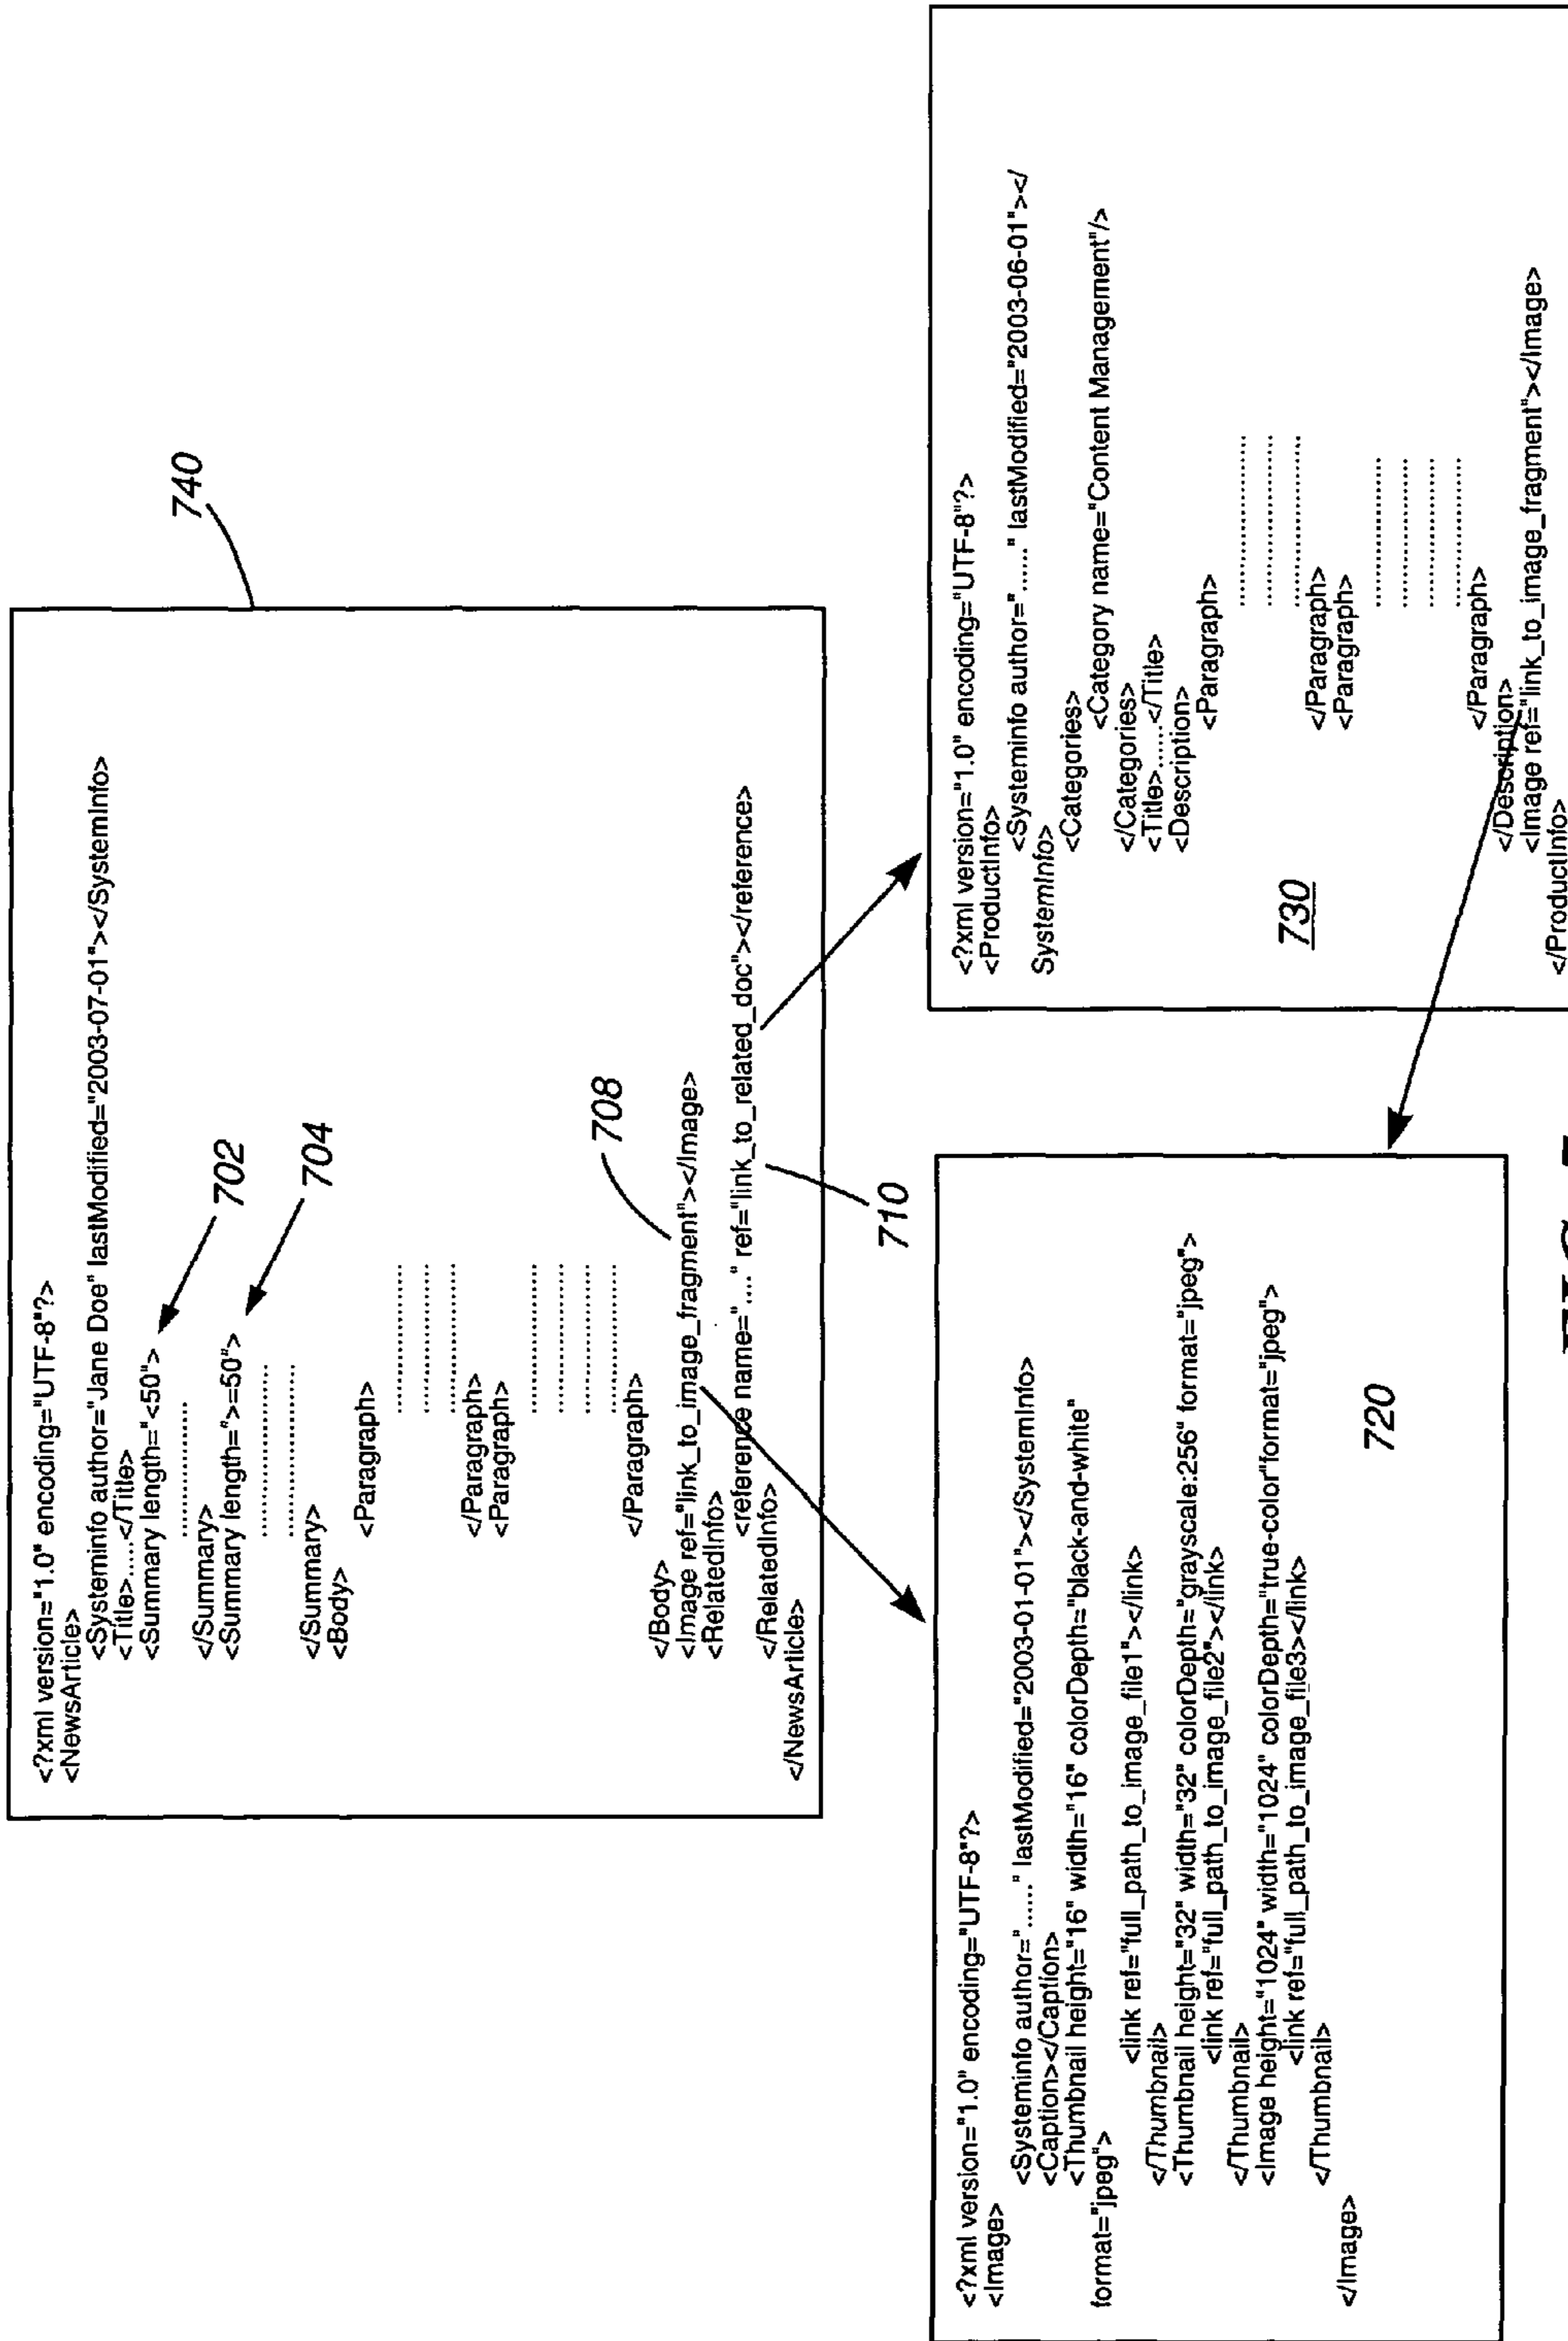 740
<?xml version="1.0" encoding="UTF-8"?>
<NewsArticle>
<Systeminfo author="Jane Doe" lastModified="2003-07-01"></SystemInfo>
<Title>.....</Title>
<Summary length="<50">
702
....................
</Summary>
<Summary length=">=50">
704
........................
........................
</Summary>
<Body>
<Paragraph>
.....................
.....................
.....................
</Paragraph>
<Paragraph>
.....................
.....................
.....................
.....................
</Paragraph>
</Body>
<Image ref="link_to_image_fragment"></Image>
708
<RelatedInfo>
<reference name="...." ref="link_to_related_doc"></reference>
710
</RelatedInfo>
</NewsArticle>
<?xml version="1.0" encoding="UTF-8"?>
<Image>
<Systeminfo author="......" lastModified="2003-01-01"></SystemInfo>
<Caption></Caption>
<Thumbnail height="16" width="16" colorDepth="black-and-white"
format="jpeg">
<link ref="full_path_to_image_file1"></link>
</Thumbnail>
<Thumbnail height="32" width="32" colorDepth="grayscale:256" format="jpeg">
<link ref="full_path_to_image_file2"></link>
</Thumbnail>
<Image height="1024" width="1024" colorDepth="true-color"format="jpeg">
<link ref="full_path_to_image_file3></link>
</Thumbnail>
</Image>
720
<?xml version="1.0" encoding="UTF-8"?>
<ProductInfo>
<Systeminfo author="......" lastModified="2003-06-01"></
SystemInfo>
<Categories>
<Category name="Content Management"/>
</Categories>
<Title>......</Title>
<Description>
<Paragraph>
........................
........................
........................
</Paragraph>
<Paragraph>
.....................
.....................
.....................
.....................
</Paragraph>
</Description>
<Image ref="link_to_image_fragment"></Image>
</ProductInfo>
730